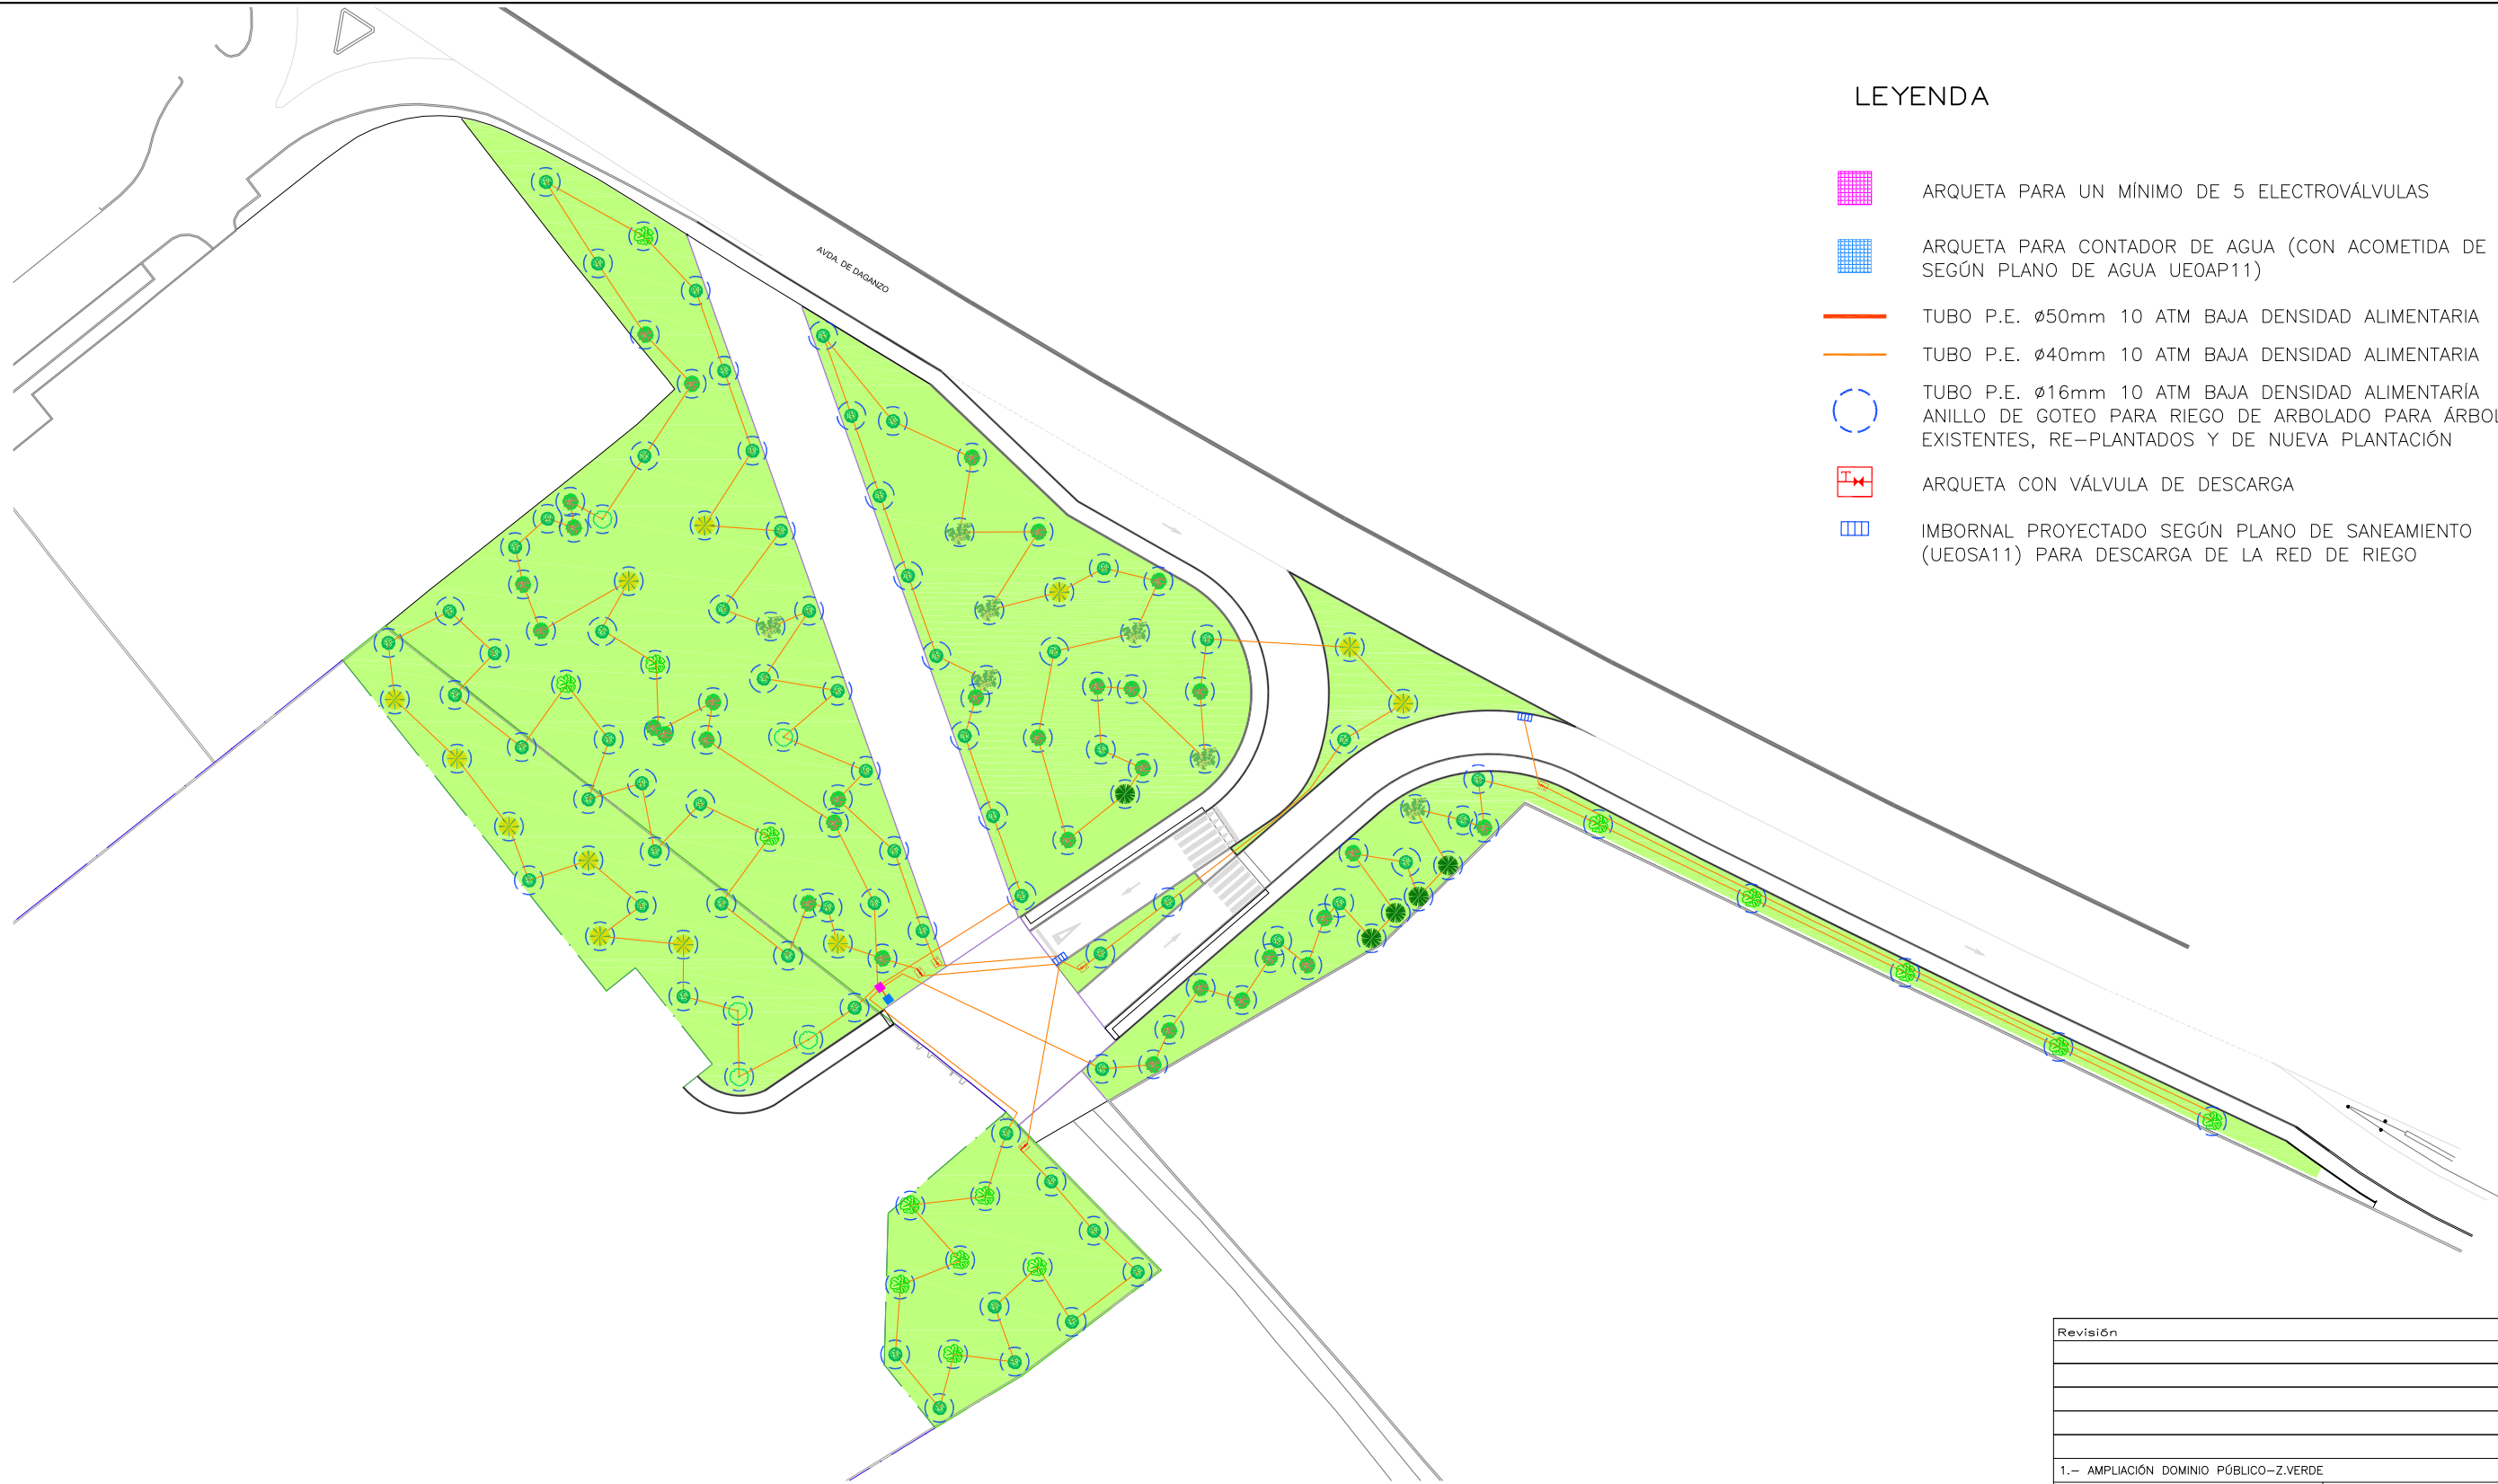 LEYENDA
ARQUETA PARA UN MÍNIMO DE 5 ELECTROVÁLVULAS
ARQUETA PARA CONTADOR DE AGUA (CON ACOMETIDA DE
SEGÚN PLANO DE AGUA UE0AP11)
TUBO P.E. ø50mm 10 ATM BAJA DENSIDAD ALIMENTARIA
TUBO P.E. ø40mm 10 ATM BAJA DENSIDAD ALIMENTARIA
TUBO P.E. ø16mm 10 ATM BAJA DENSIDAD ALIMENTARÍA
ANILLO DE GOTEO PARA RIEGO DE ARBOLADO PARA ÁRBOL
EXISTENTES, RE-PLANTADOS Y DE NUEVA PLANTACIÓN
ARQUETA CON VÁLVULA DE DESCARGA
IMBORNAL PROYECTADO SEGÚN PLANO DE SANEAMIENTO
(UE0SA11) PARA DESCARGA DE LA RED DE RIEGO
AVDA. DE DAGANZO
Revisión
1.- AMPLIACIÓN DOMINIO PÚBLICO-Z.VERDE